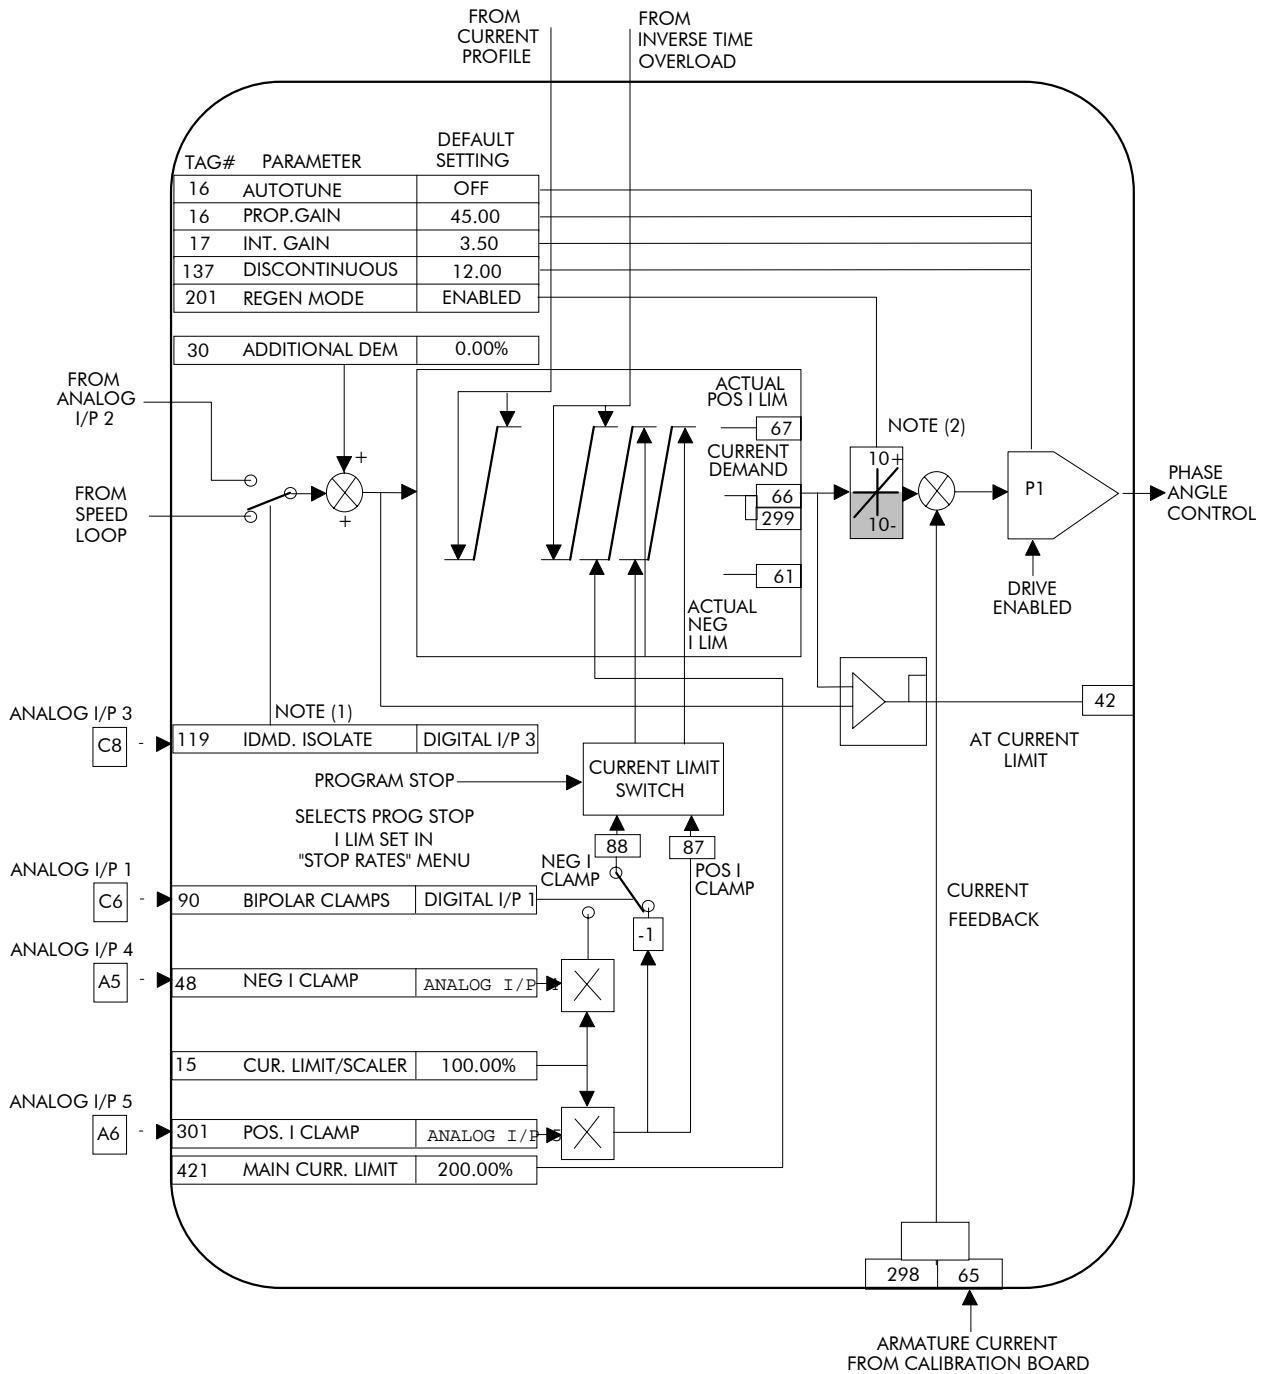 FROM
CURRENT
PROFILE
FROM
INVERSE TIME
OVERLOAD
TAG# PARAMETER DEFAULT
SETTING
16 AUTOTUNE OFF
16 PROP.GAIN 45.00
17 INT. GAIN 3.50
137 DISCONTINUOUS 12.00
201 REGEN MODE ENABLED
30 ADDITIONAL DEM 0.00%
FROM
ANALOG
I/P 2
FROM
SPEED
LOOP
+
+
ACTUAL
POS I LIM
67
CURRENT
DEMAND
66
299
61
ACTUAL
NEG
I LIM
NOTE (2)
10+
10-
P1
PHASE
ANGLE
CONTROL
DRIVE
ENABLED
42
AT CURRENT
LIMIT
ANALOG I/P 3
C8 -
NOTE (1)
119 IDMD. ISOLATE DIGITAL I/P 3
PROGRAM STOP
CURRENT LIMIT
SWITCH
SELECTS PROG STOP
I LIM SET IN
"STOP RATES" MENU
88
87
NEG I
CLAMP
POS I
CLAMP
ANALOG I/P 1
C6 -
90 BIPOLAR CLAMPS DIGITAL I/P 1
-1
CURRENT
FEEDBACK
ANALOG I/P 4
A5 -
48 NEG I CLAMP ANALOG I/P
15 CUR. LIMIT/SCALER 100.00%
ANALOG I/P 5
A6 -
301 POS. I CLAMP ANALOG I/P
421 MAIN CURR. LIMIT 200.00%
298 65
ARMATURE CURRENT
FROM CALIBRATION BOARD